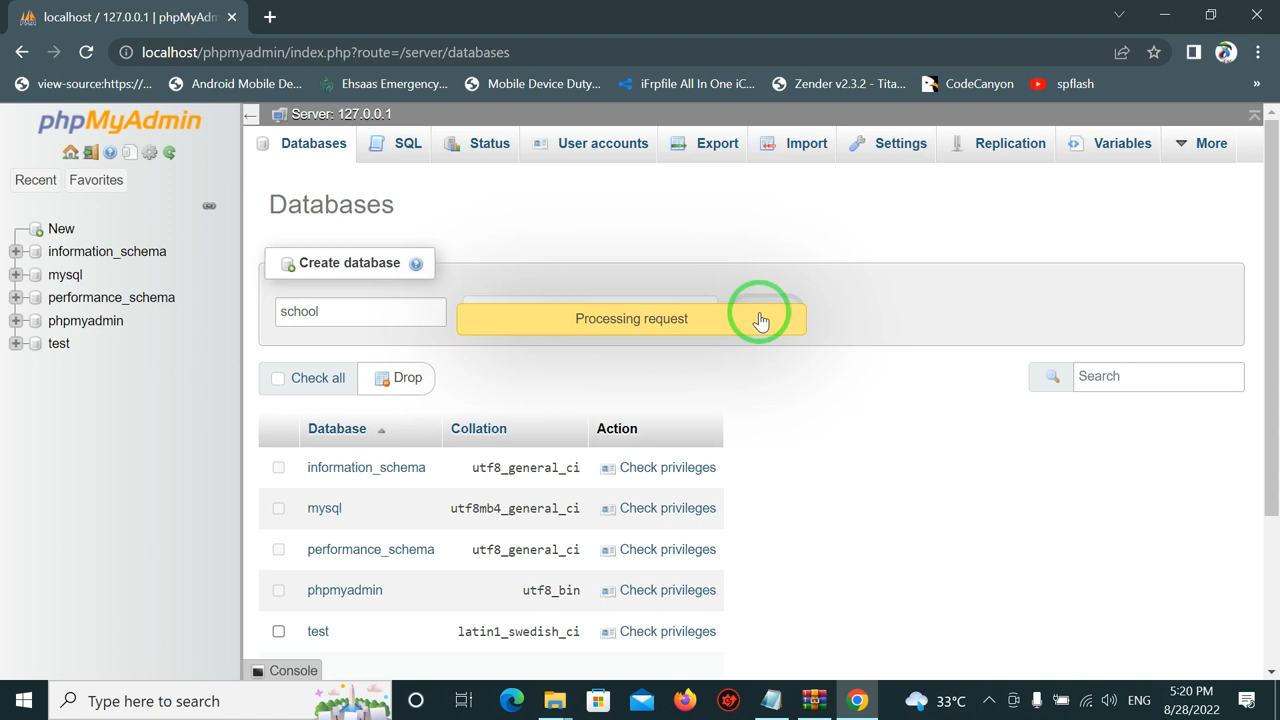 localhost / 127.0.0.1 | phpMyAdm
localhost/phpmyadmin/index.php?route=/server/databases
view-source:https://... Android Mobile De... Ehsaas Emergency... Mobile Device Duty... iFrpfile All In One iC... Zender v2.3.2 - Tita... CodeCanyon spflash »
phpMyAdmin
Server: 127.0.0.1
Databases SQL Status User accounts Export Import Settings Replication Variables More
Recent Favorites
New
information_schema
mysql
performance_schema
phpmyadmin
test
Databases
Create database
school
Processing request
Check all Drop
Search
Database Collation Action
information_schema utf8_general_ci Check privileges
mysql utf8mb4_general_ci Check privileges
performance_schema utf8_general_ci Check privileges
phpmyadmin utf8_bin Check privileges
test latin1_swedish_ci Check privileges
Console
Type here to search
33°C
ENG
5:20 PM
8/28/2022